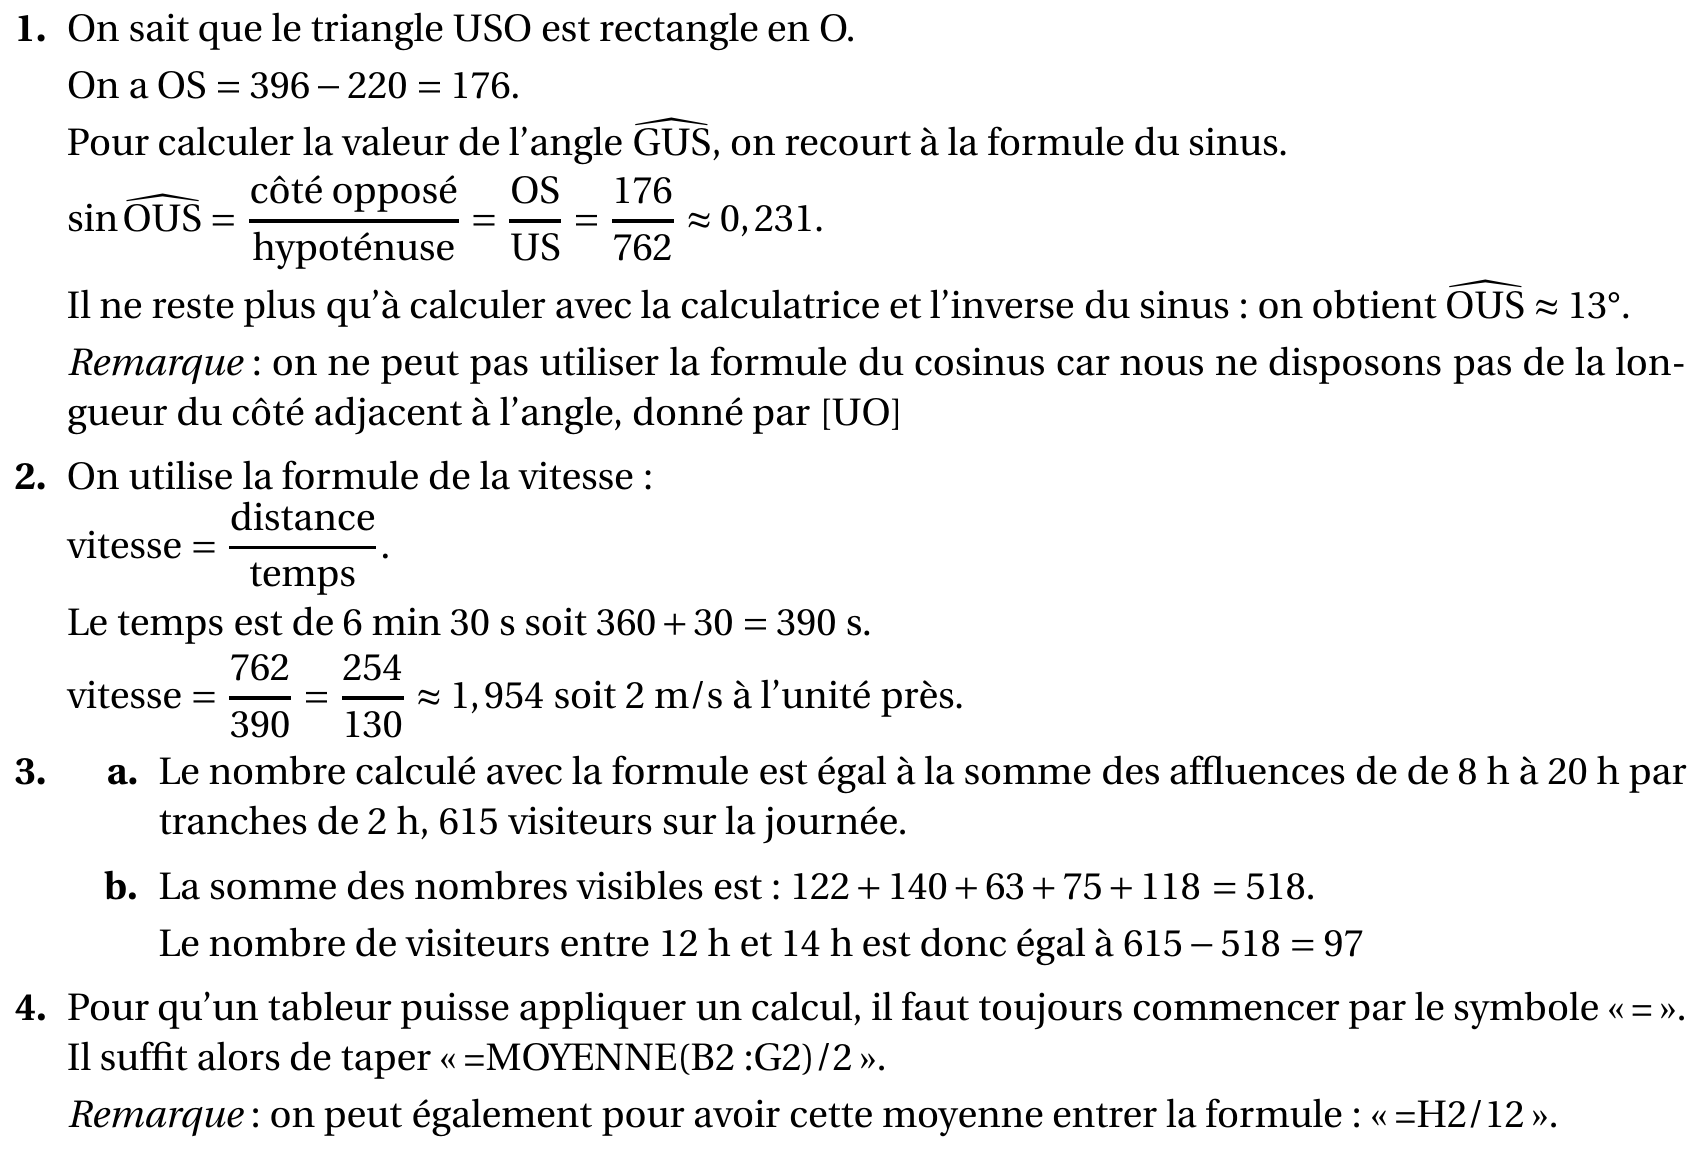 1. On sait que le triangle USO est rectangle en O.
On a OS = 396 − 220 = 176.
Pour calculer la valeur de l’angle \widehat{GUS}, on recourt à la formule du sinus.
sin \widehat{OUS} = \frac{côté opposé}{hypoténuse} = \frac{OS}{US} = \frac{176}{762} ≈ 0,231.
Il ne reste plus qu’à calculer avec la calculatrice et l’inverse du sinus : on obtient \widehat{OUS} ≈ 13°.
Remarque : on ne peut pas utiliser la formule du cosinus car nous ne disposons pas de la lon-
gueur du côté adjacent à l’angle, donné par [UO]
2. On utilise la formule de la vitesse :
vitesse = \frac{distance}{temps}.
Le temps est de 6 min 30 s soit 360 + 30 = 390 s.
vitesse = \frac{762}{390} = \frac{254}{130} ≈ 1,954 soit 2 m/s à l’unité près.
3. a. Le nombre calculé avec la formule est égal à la somme des affluences de de 8 h à 20 h par
tranches de 2 h, 615 visiteurs sur la journée.
b. La somme des nombres visibles est : 122 + 140 + 63 + 75 + 118 = 518.
Le nombre de visiteurs entre 12 h et 14 h est donc égal à 615 − 518 = 97
4. Pour qu’un tableur puisse appliquer un calcul, il faut toujours commencer par le symbole « = ».
Il suffit alors de taper « =MOYENNE(B2 :G2)/2 ».
Remarque : on peut également pour avoir cette moyenne entrer la formule : « =H2/12 ».